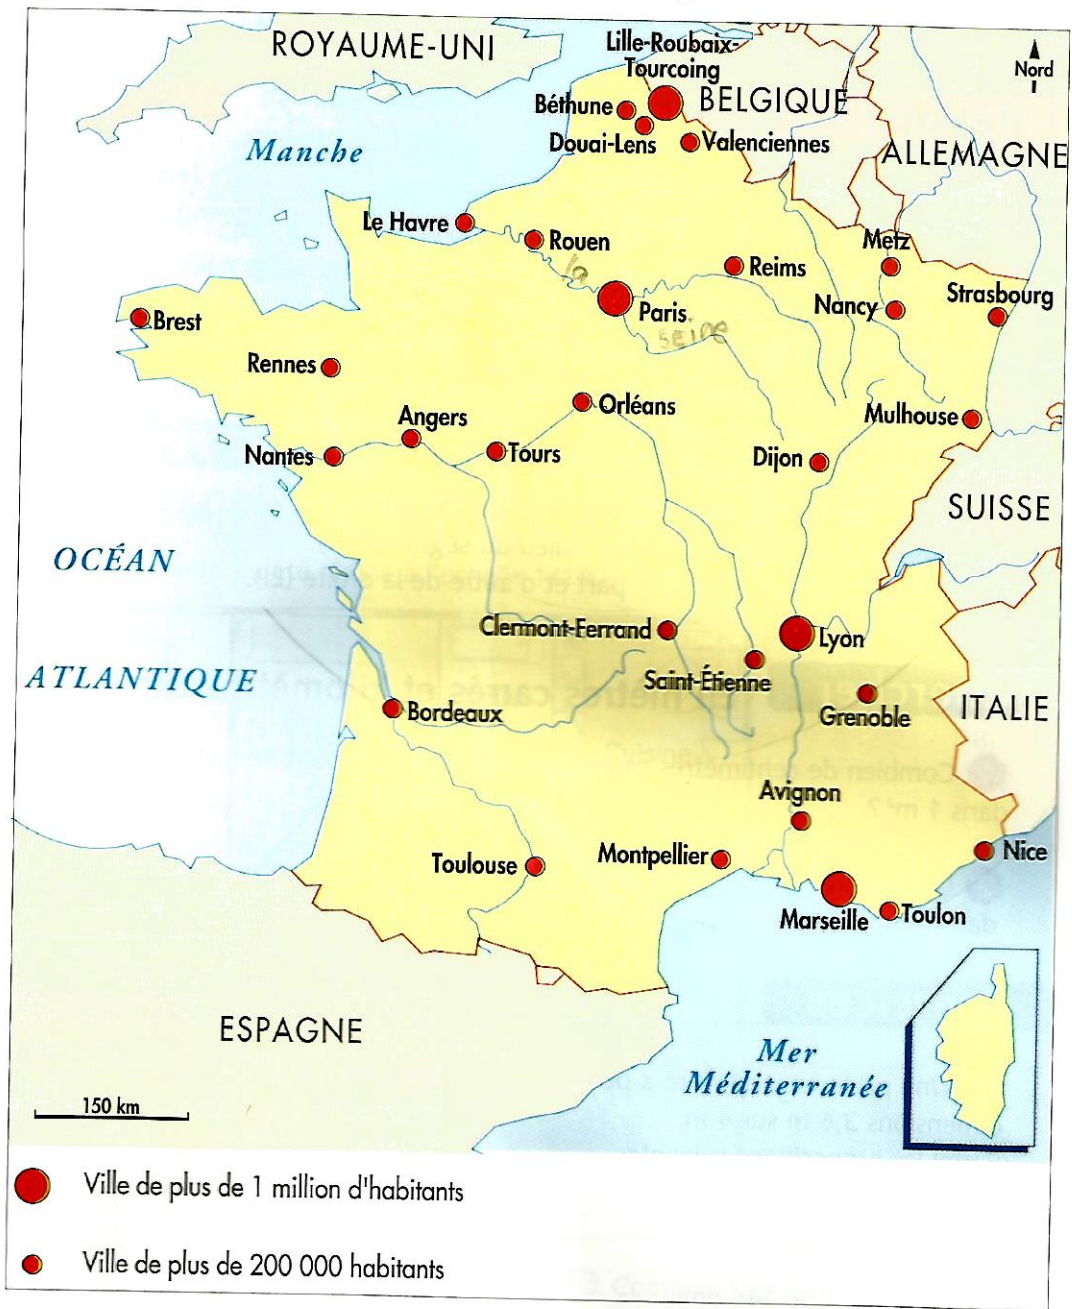 ROYAUME-UNI
Lille-Roubaix-
Tourcoing
Nord
Béthune
BELGIQUE
Douai-Lens
Valenciennes
Manche
ALLEMAGNE
Le Havre
Rouen
Metz
la
Reims
Paris
Nancy
Strasbourg
seine
Brest
Rennes
Orléans
Angers
Mulhouse
Nantes
Tours
Dijon
SUISSE
OCÉAN
ATLANTIQUE
Clermont-Ferrand
Lyon
Saint-Étienne
Grenoble
ITALIE
Bordeaux
Avignon
Toulouse
Montpellier
Nice
Marseille
Toulon
ESPAGNE
Mer
Méditerranée
150 km
Ville de plus de 1 million d'habitants
Ville de plus de 200 000 habitants